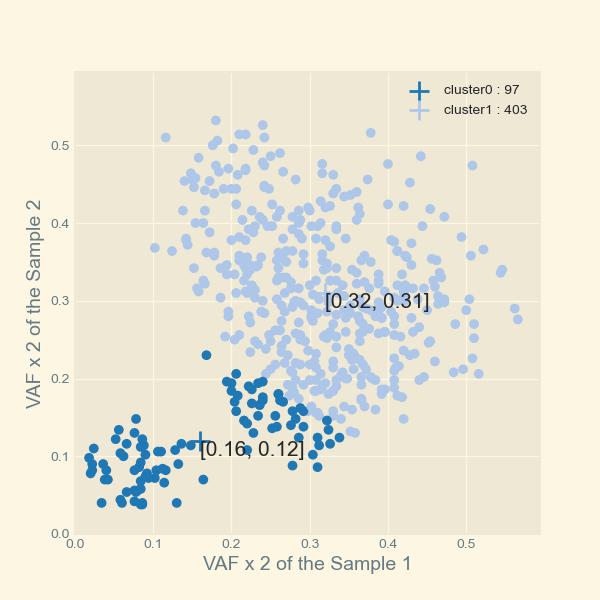 cluster0 : 97
cluster1 : 403
0.5
0.4
0.3
0.2
0.1
0.0
VAF x 2 of the Sample 2
[0.32, 0.31]
[0.16, 0.12]
0.0 0.1 0.2 0.3 0.4 0.5
VAF x 2 of the Sample 1